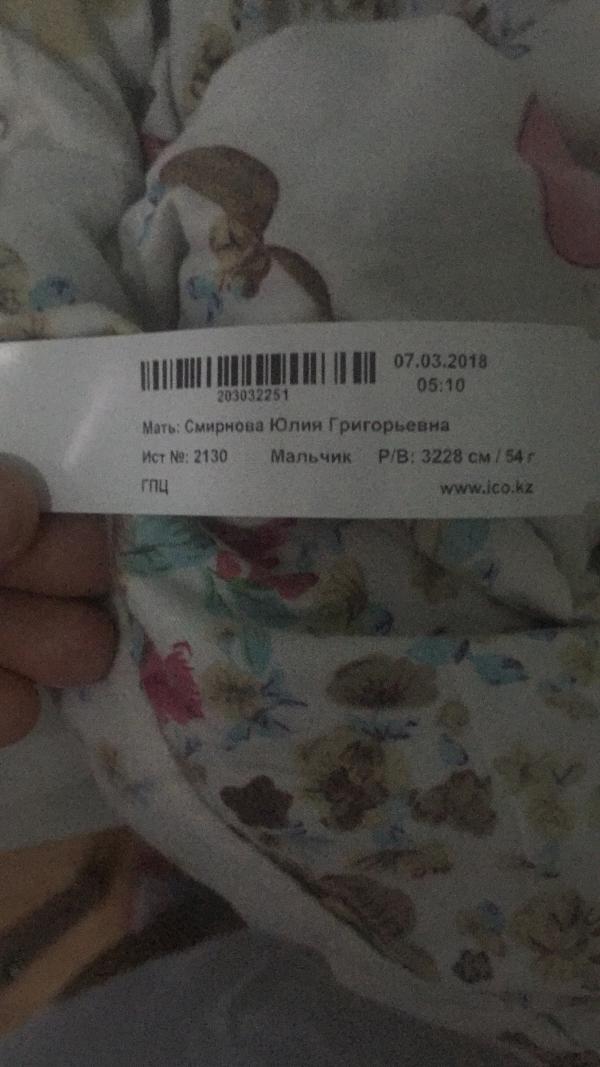 07.03.2018
05:10
203032251
Мать: Смирнова Юлия Григорьевна
Ист №: 2130 Мальчик Р/В: 3228 см / 54 г
ГПЦ www.ico.kz